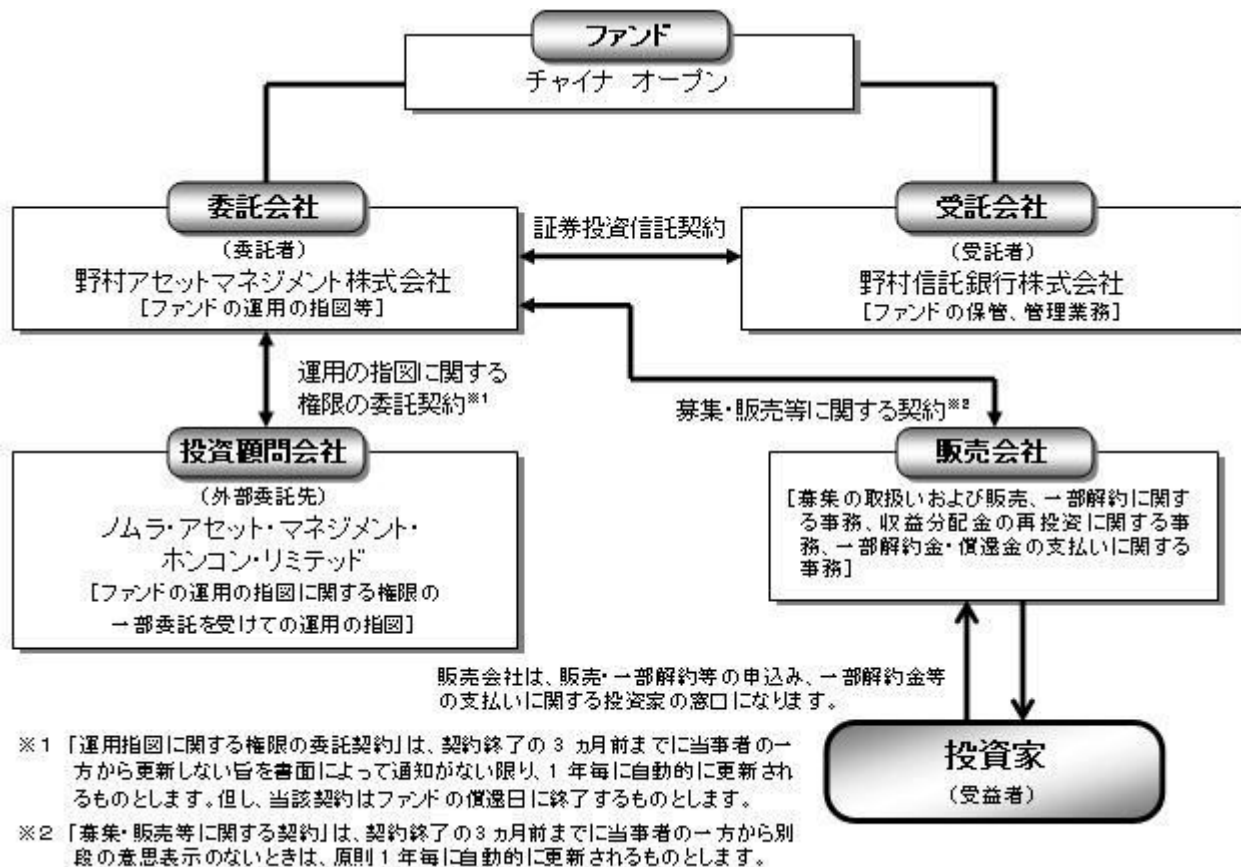 ファンド
チャイナ オープン
委託会社
(委託者)
野村アセットマネジメント株式会社
[ファンドの運用の指図等]
証券投資信託契約
受託会社
(受託者)
野村信託銀行株式会社
[ファンドの保管、管理業務]
運用の指図に関する
権限の委託契約※1
募集・販売等に関する契約※2
投資顧問会社
(外部委託先)
ノムラ・アセット・マネジメント・
ホンコン・リミテッド
[ファンドの運用の指図に関する権限の
一部委託を受けての運用の指図]
販売会社
[募集の取扱いおよび販売、一部解約に関す
る事務、収益分配金の再投資に関する事
務、一部解約金・償還金の支払いに関する
事務]
販売会社は、販売・一部解約等の申込み、一部解約金等
の支払いに関する投資家の窓口になります。
投資家
(受益者)
※1 「運用指図に関する権限の委託契約」は、契約終了の3ヵ月前までに当事者の一
方から更新しない旨を書面によって通知がない限り、1年毎に自動的に更新され
るものとします。但し、当該契約はファンドの償還日に終了するものとします。
※2 「募集・販売等に関する契約」は、契約終了の3ヵ月前までに当事者の一方から別
段の意思表示のないときは、原則1年毎に自動的に更新されるものとします。